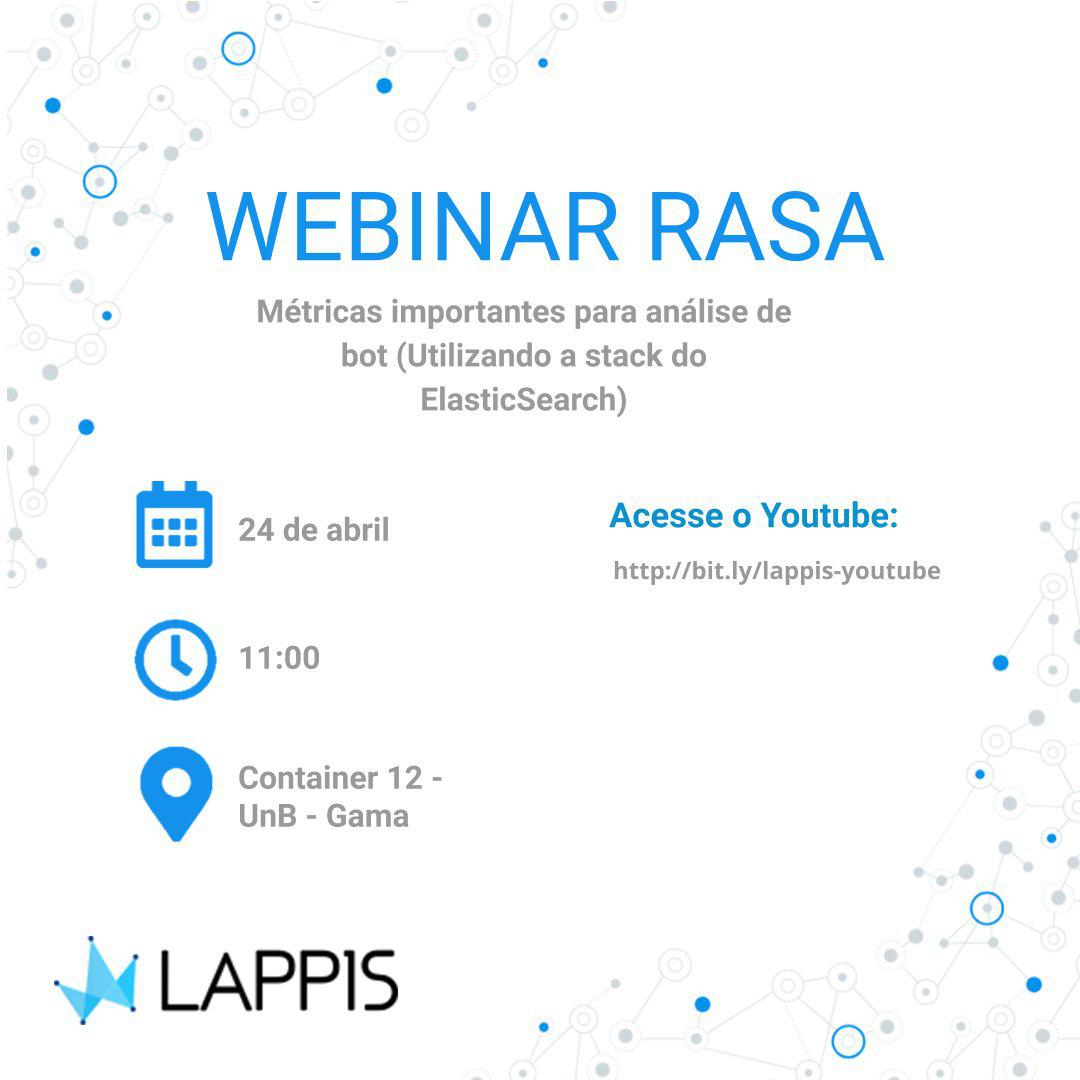 WEBINAR RASA
Métricas importantes para análise de
bot (Utilizando a stack do
ElasticSearch)
24 de abril
11:00
Container 12 -
UnB - Gama
Acesse o Youtube:
http://bit.ly/lappis-youtube
LAPPIS